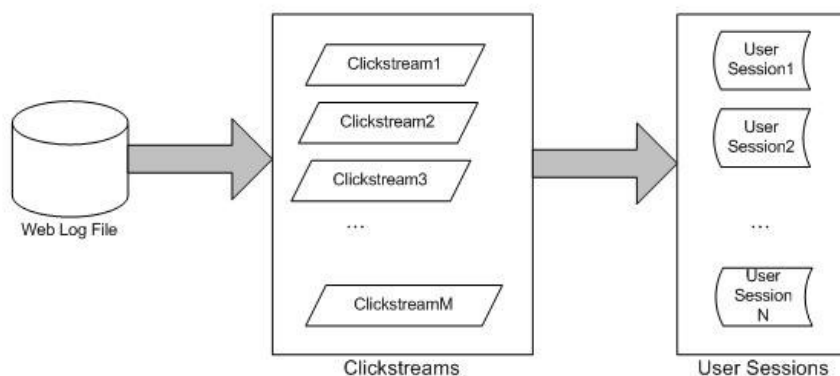 Web Log File
Clickstream1
Clickstream2
Clickstream3
...
ClickstreamM
Clickstreams
User
Session1
User
Session2
...
User
Session
N
User Sessions